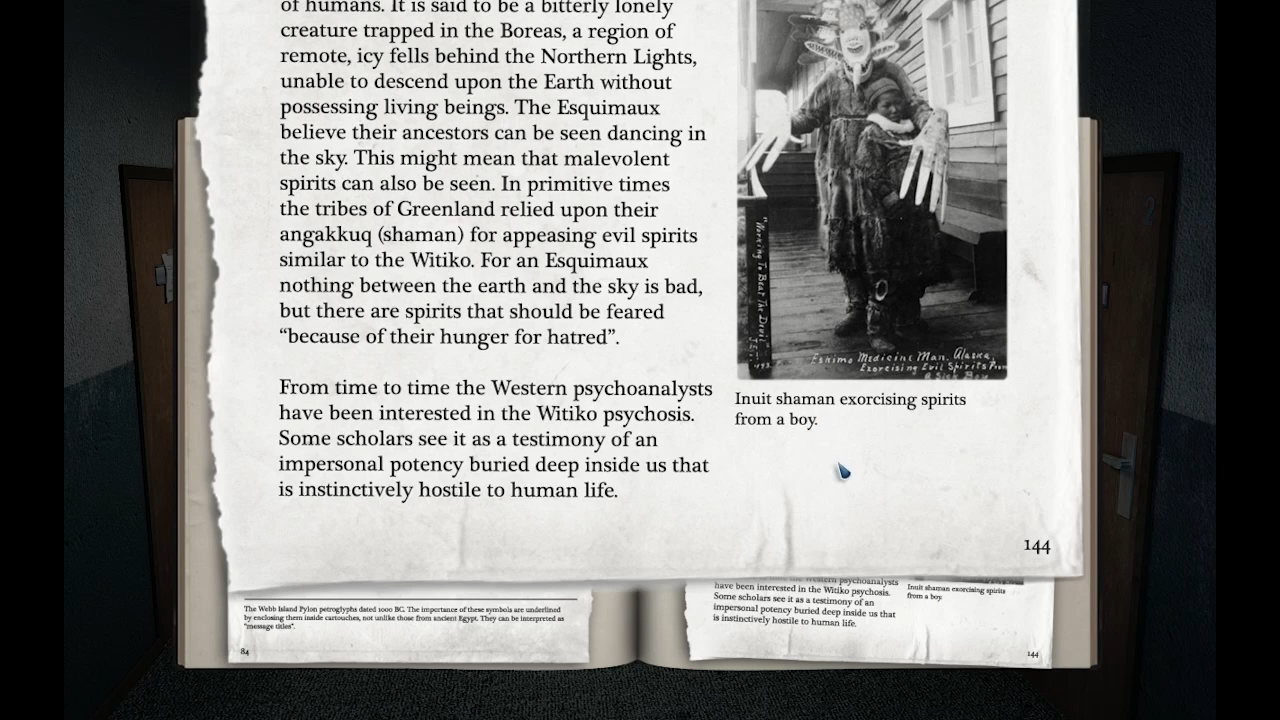 of humans. It is said to be a bitterly lonely
creature trapped in the Boreas, a region of
remote, icy fells behind the Northern Lights,
unable to descend upon the Earth without
possessing living beings. The Esquimaux
believe their ancestors can be seen dancing in
the sky. This might mean that malevolent
spirits can also be seen. In primitive times
the tribes of Greenland relied upon their
angakkuq (shaman) for appeasing evil spirits
similar to the Witiko. For an Esquimaux
nothing between the earth and the sky is bad,
but there are spirits that should be feared
“because of their hunger for hatred”.
From time to time the Western psychoanalysts
have been interested in the Witiko psychosis.
Some scholars see it as a testimony of an
impersonal potency buried deep inside us that
is instinctively hostile to human life.
"Working To Beat The Devil"
Eskimo Medicine Man, Alaska,
Exorcising Evil Spirits From
A Sick Boy
Inuit shaman exorcising spirits
from a boy.
144
2
The Webb Island Pylon petroglyphs dated 1000 BC. The importance of these symbols are underlined
by enclosing them inside cartouches, not unlike those from ancient Egypt. They can be interpreted as
"message titles".
84
Western psychoanalysts
have been interested in the Witiko psychosis.
Some scholars see it as a testimony of an
impersonal potency buried deep inside us that
is instinctively hostile to human life.
Inuit shaman exorcising spirits
from a boy.
144